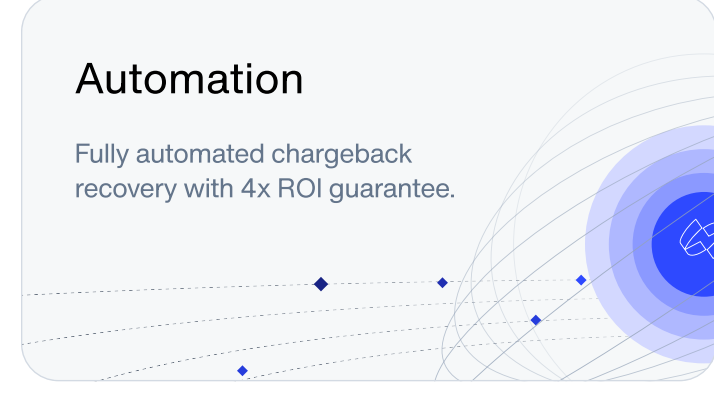 Automation
Fully automated chargeback
recovery with 4x ROI guarantee.